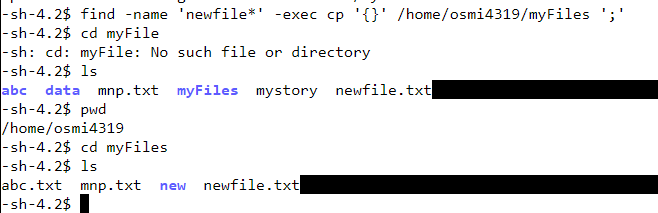 -sh-4.2$ find -name 'newfile*' -exec cp '{}' /home/osmi4319/myFiles ';'
-sh-4.2$ cd myFile
-sh: cd: myFile: No such file or directory
-sh-4.2$ ls
abc  data  mnp.txt  myFiles  mystory  newfile.txt
-sh-4.2$ pwd
/home/osmi4319
-sh-4.2$ cd myFiles
-sh-4.2$ ls
abc.txt  mnp.txt  new  newfile.txt
-sh-4.2$